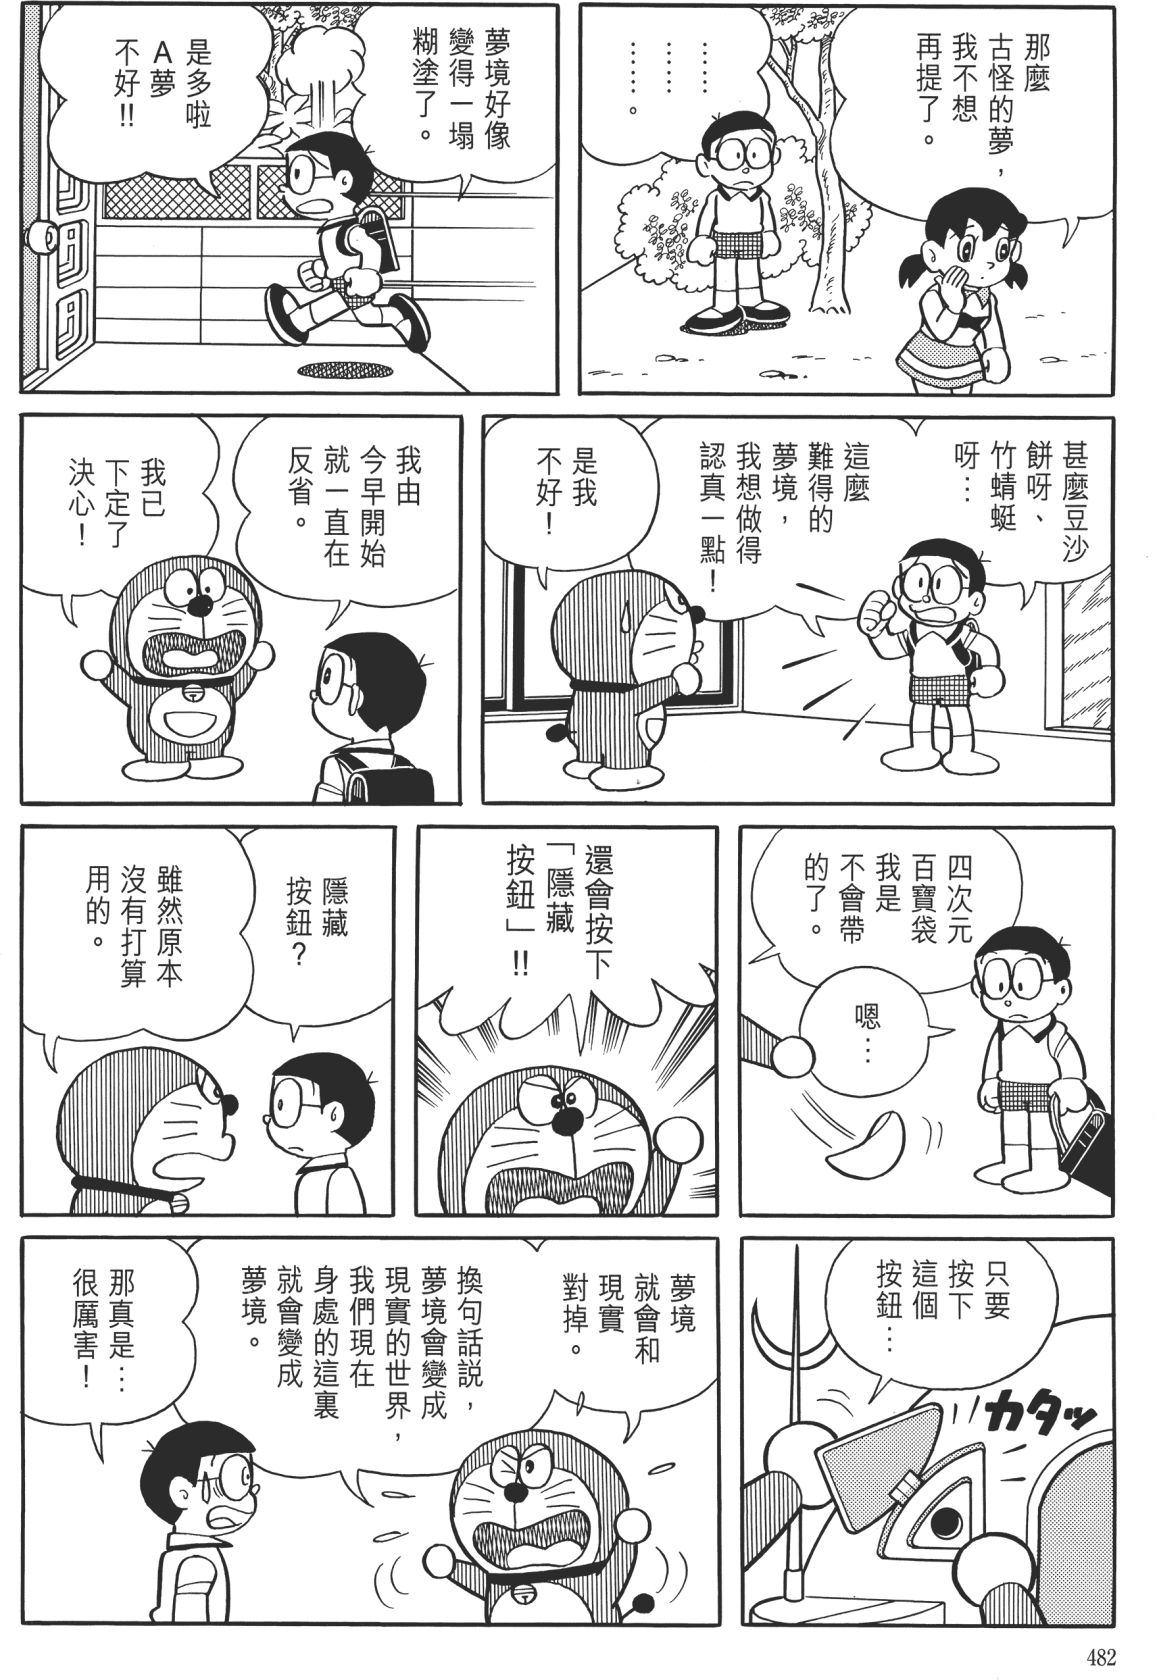 那麼
古怪的夢，
我不想
再提了。
……
……
……。
夢境好像
變得一塌
糊塗了。
是多啦
Ａ夢
不好!!
甚麼豆沙
餅呀、
竹蜻蜓
呀…
這麼
難得的
夢境，
我想做得
認真一點！
是我
不好！
我由
今早開始
就一直在
反省。
我已
下定了
決心！
四次元
百寶袋
我是
不會帶
的了。
嗯…
還會按下
「隱藏
按鈕」!!
隱藏
按鈕？
雖然原本
沒有打算
用的。
只要
按下
這個
按鈕…
カタッ
夢境
就會和
現實
對掉。
換句話説，
夢境會變成
現實的世界，
我們現在
身處的這裏
就會變成
夢境。
那真是…
很厲害！
482